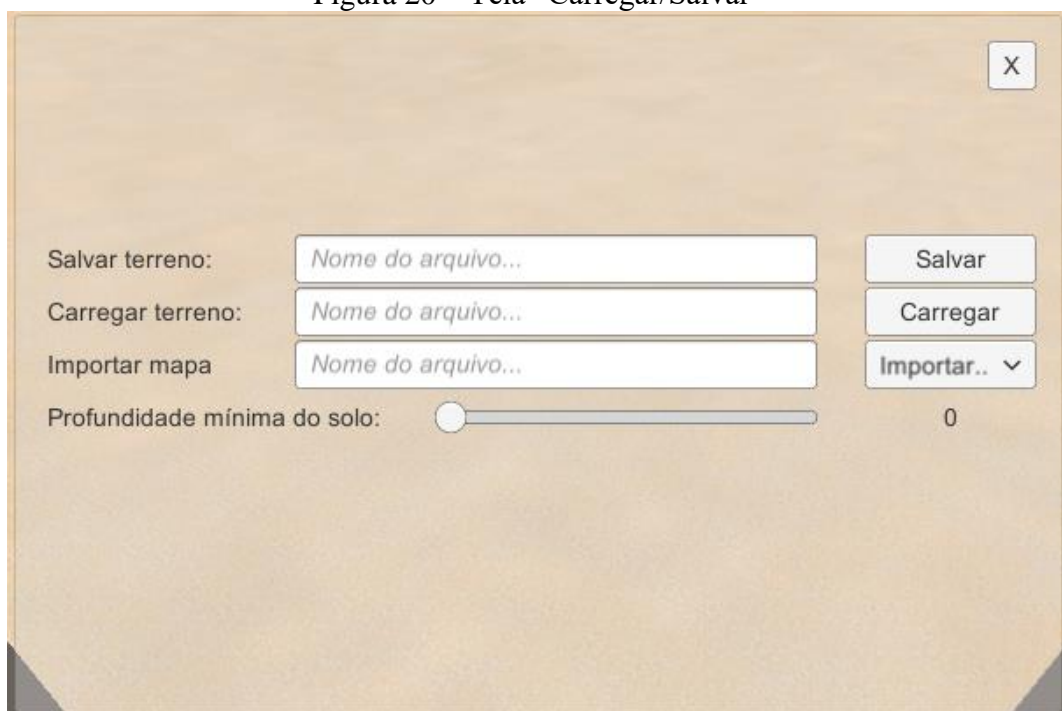 X
Salvar terreno: Nome do arquivo... Salvar
Carregar terreno: Nome do arquivo... Carregar
Importar mapa Nome do arquivo... Importar..
Profundidade mínima do solo: 0